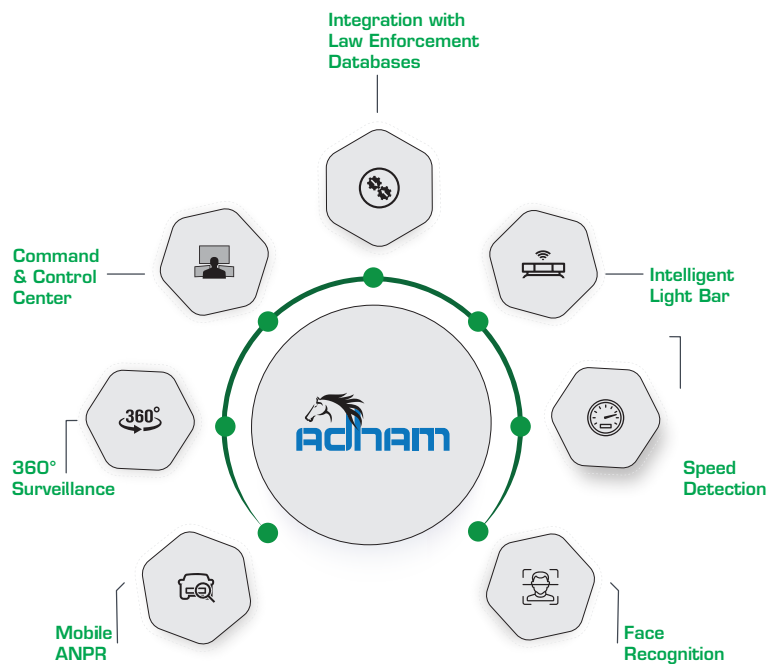 Integration with
Law Enforcement
Databases
Command
& Control
Center
Intelligent
Light Bar
360°
ADHAM
360°
Surveillance
Speed
Detection
Mobile
ANPR
Face
Recognition